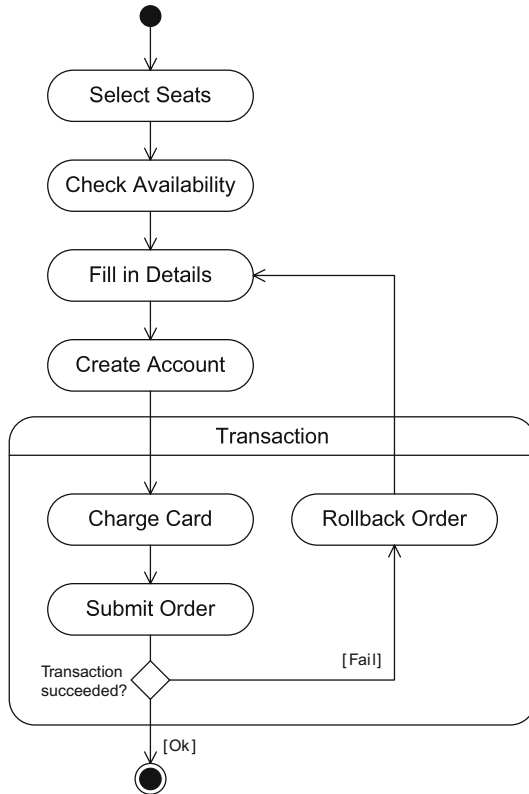 Select Seats
Check Availability
Fill in Details
Create Account
Transaction
Charge Card
Rollback Order
Submit Order
[Fail]
Transaction
succeeded?
[Ok]